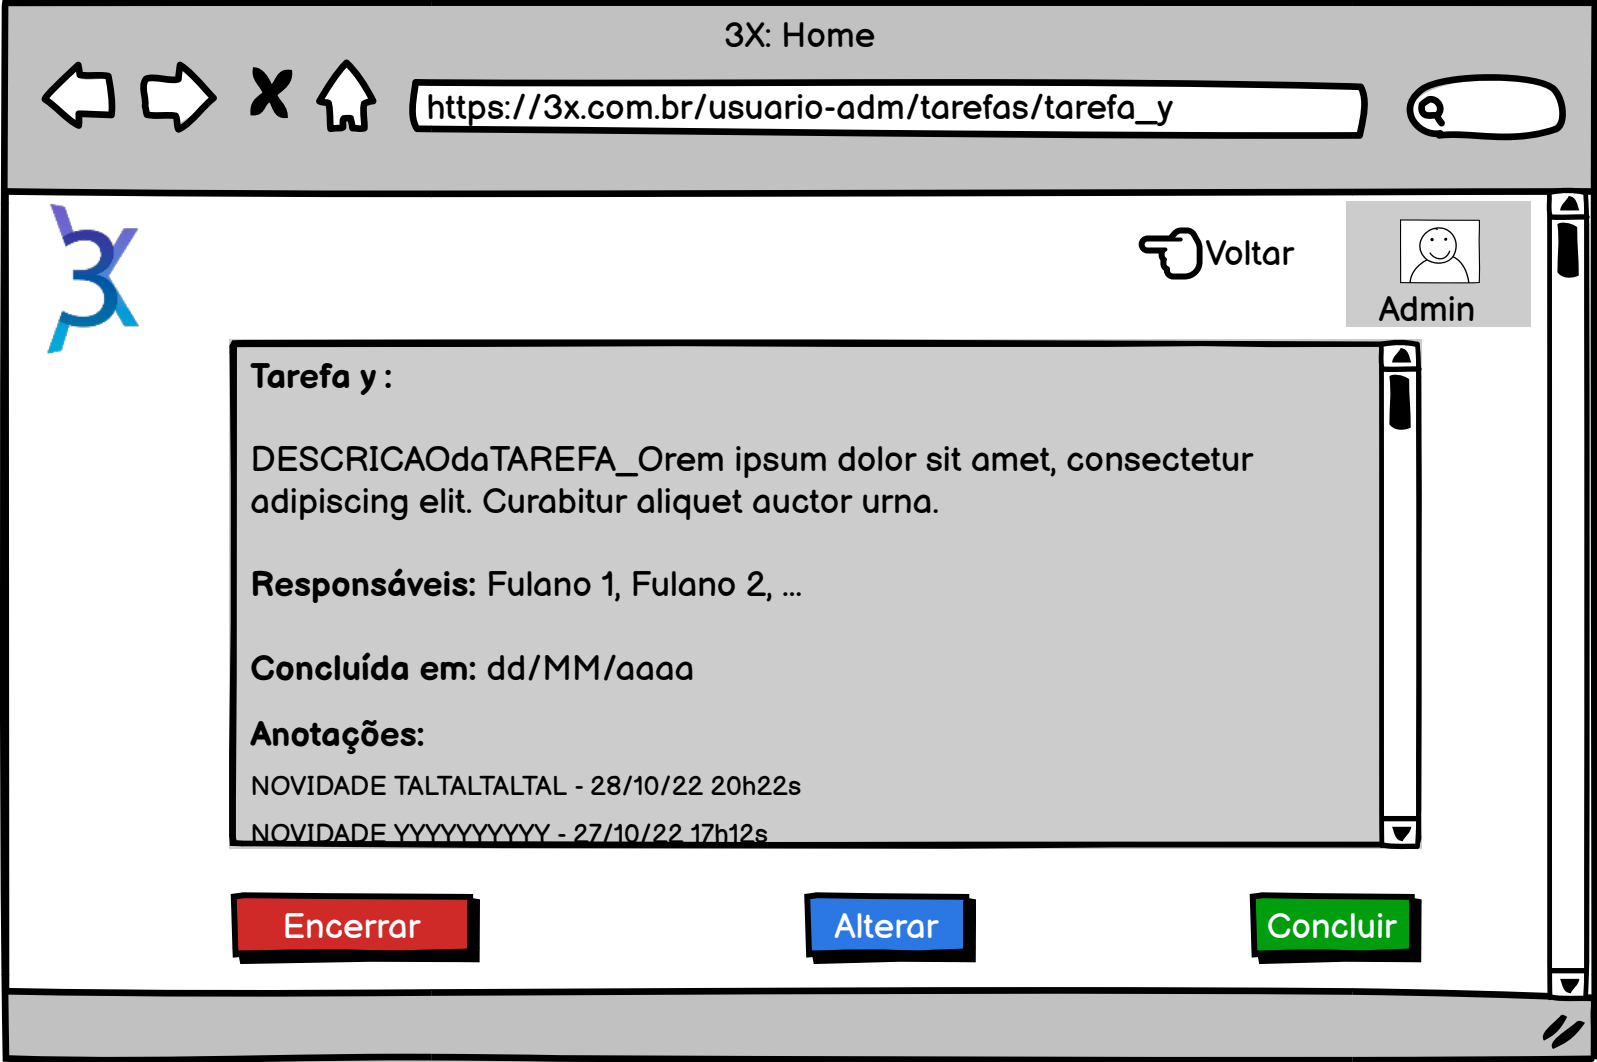 3X: Home
https://3x.com.br/usuario-adm/tarefas/tarefa_y
3X
Voltar
Admin
Tarefa y :
DESCRICAOdaTAREFA_Orem ipsum dolor sit amet, consectetur
adipiscing elit. Curabitur aliquet auctor urna.
Responsáveis: Fulano 1, Fulano 2, ...
Concluída em: dd/MM/aaaa
Anotações:
NOVIDADE TALTALTALTAL - 28/10/22 20h22s
NOVIDADE YYYYYYYYYY - 27/10/22 17h12s
Encerrar
Alterar
Concluir